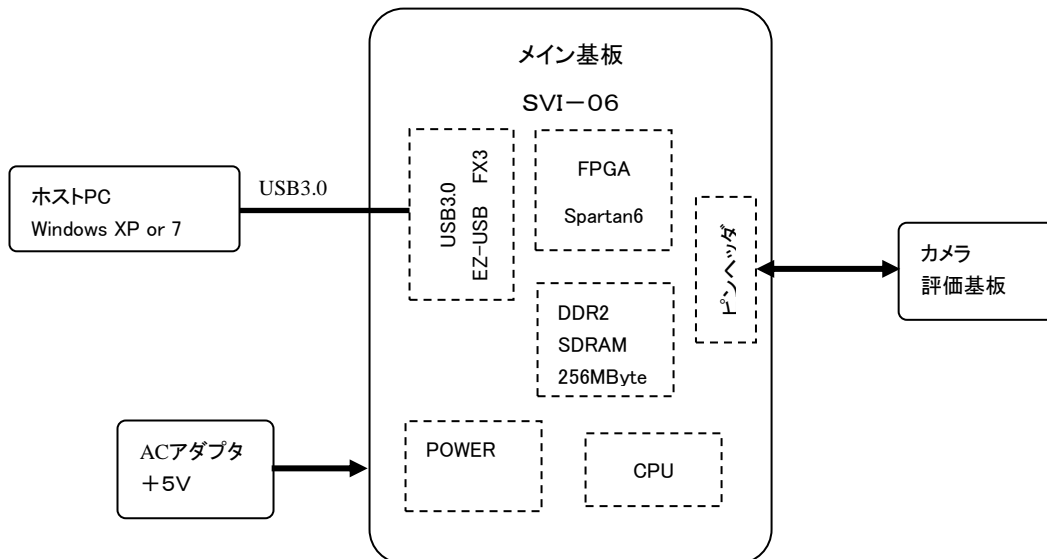 メイン基板
SVI－06
ホストPC
Windows XP or 7
USB3.0
USB3.0
EZ-USB FX3
FPGA
Spartan6
ピンヘッダ
カメラ
評価基板
DDR2
SDRAM
256MByte
ACアダプタ
＋5V
POWER
CPU